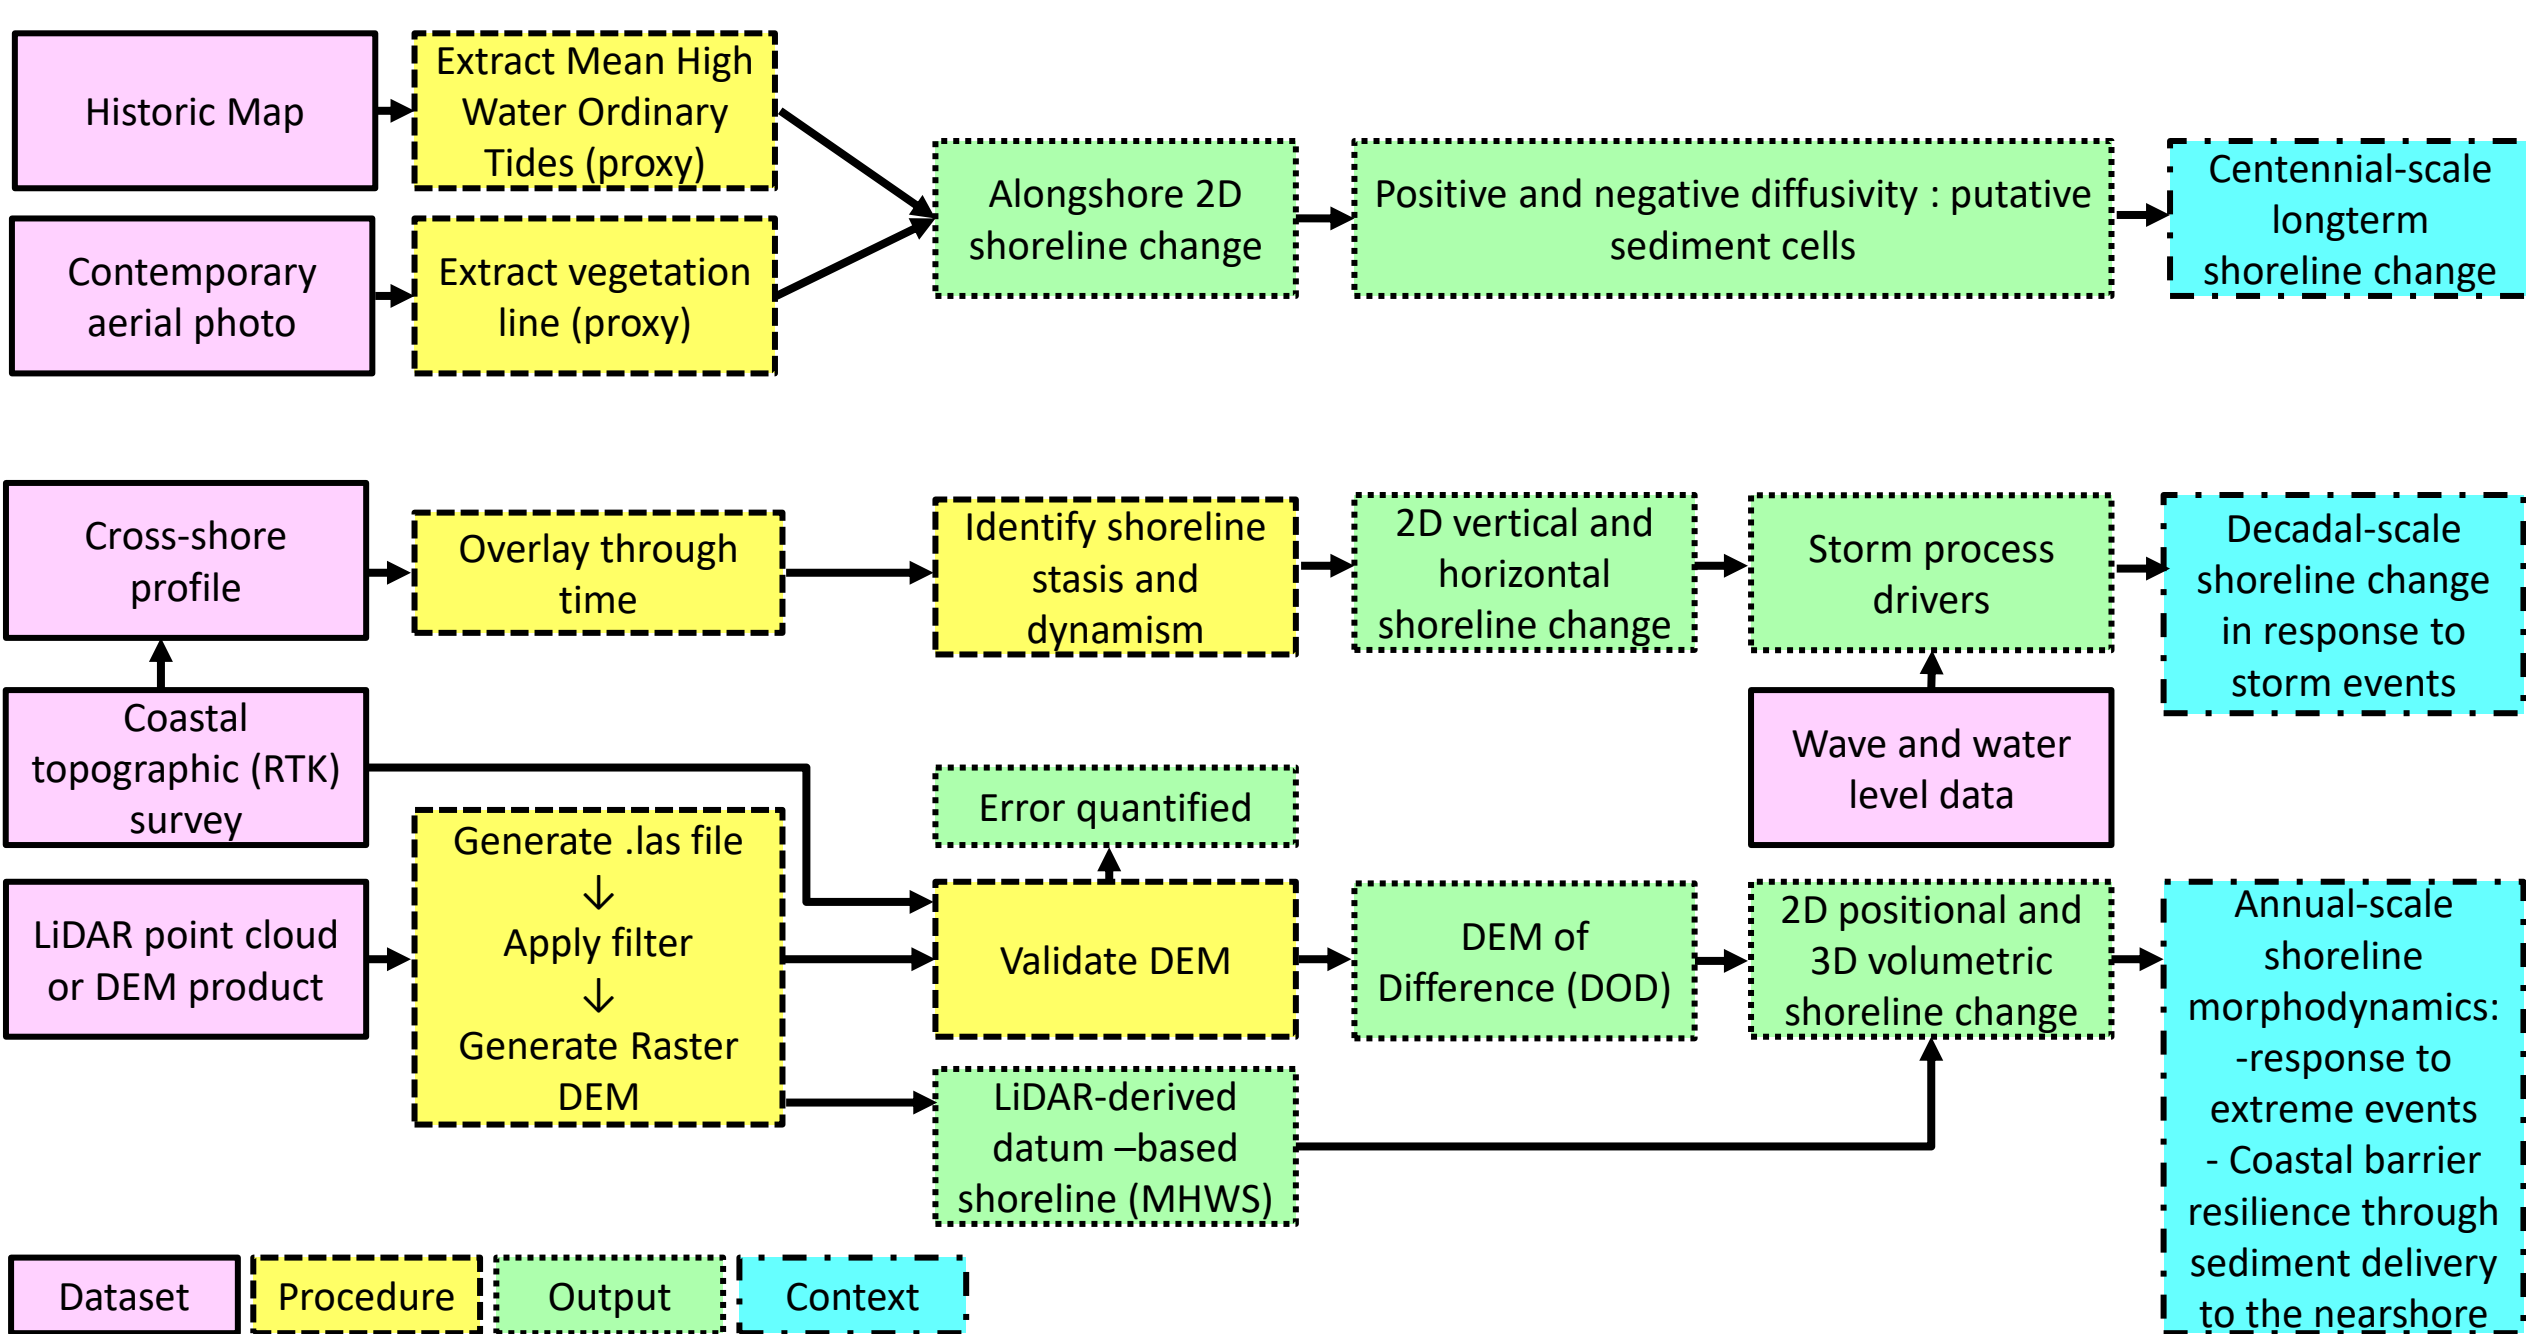 Historic Map
Extract Mean High
Water Ordinary
Tides (proxy)
Contemporary
aerial photo
Extract vegetation
line (proxy)
Alongshore 2D
shoreline change
Positive and negative diffusivity : putative
sediment cells
Centennial-scale
longterm
shoreline change
Cross-shore
profile
Overlay through
time
Identify shoreline
stasis and
dynamism
2D vertical and
horizontal
shoreline change
Storm process
drivers
Decadal-scale
shoreline change
in response to
storm events
Coastal
topographic (RTK)
survey
Wave and water
level data
Error quantified
LiDAR point cloud
or DEM product
Generate .las file
↓
Apply filter
↓
Generate Raster
DEM
Validate DEM
DEM of
Difference (DOD)
2D positional and
3D volumetric
shoreline change
LiDAR-derived
datum –based
shoreline (MHWS)
Annual-scale
shoreline
morphodynamics:
-response to
extreme events
- Coastal barrier
resilience through
sediment delivery
to the nearshore
Dataset
Procedure
Output
Context